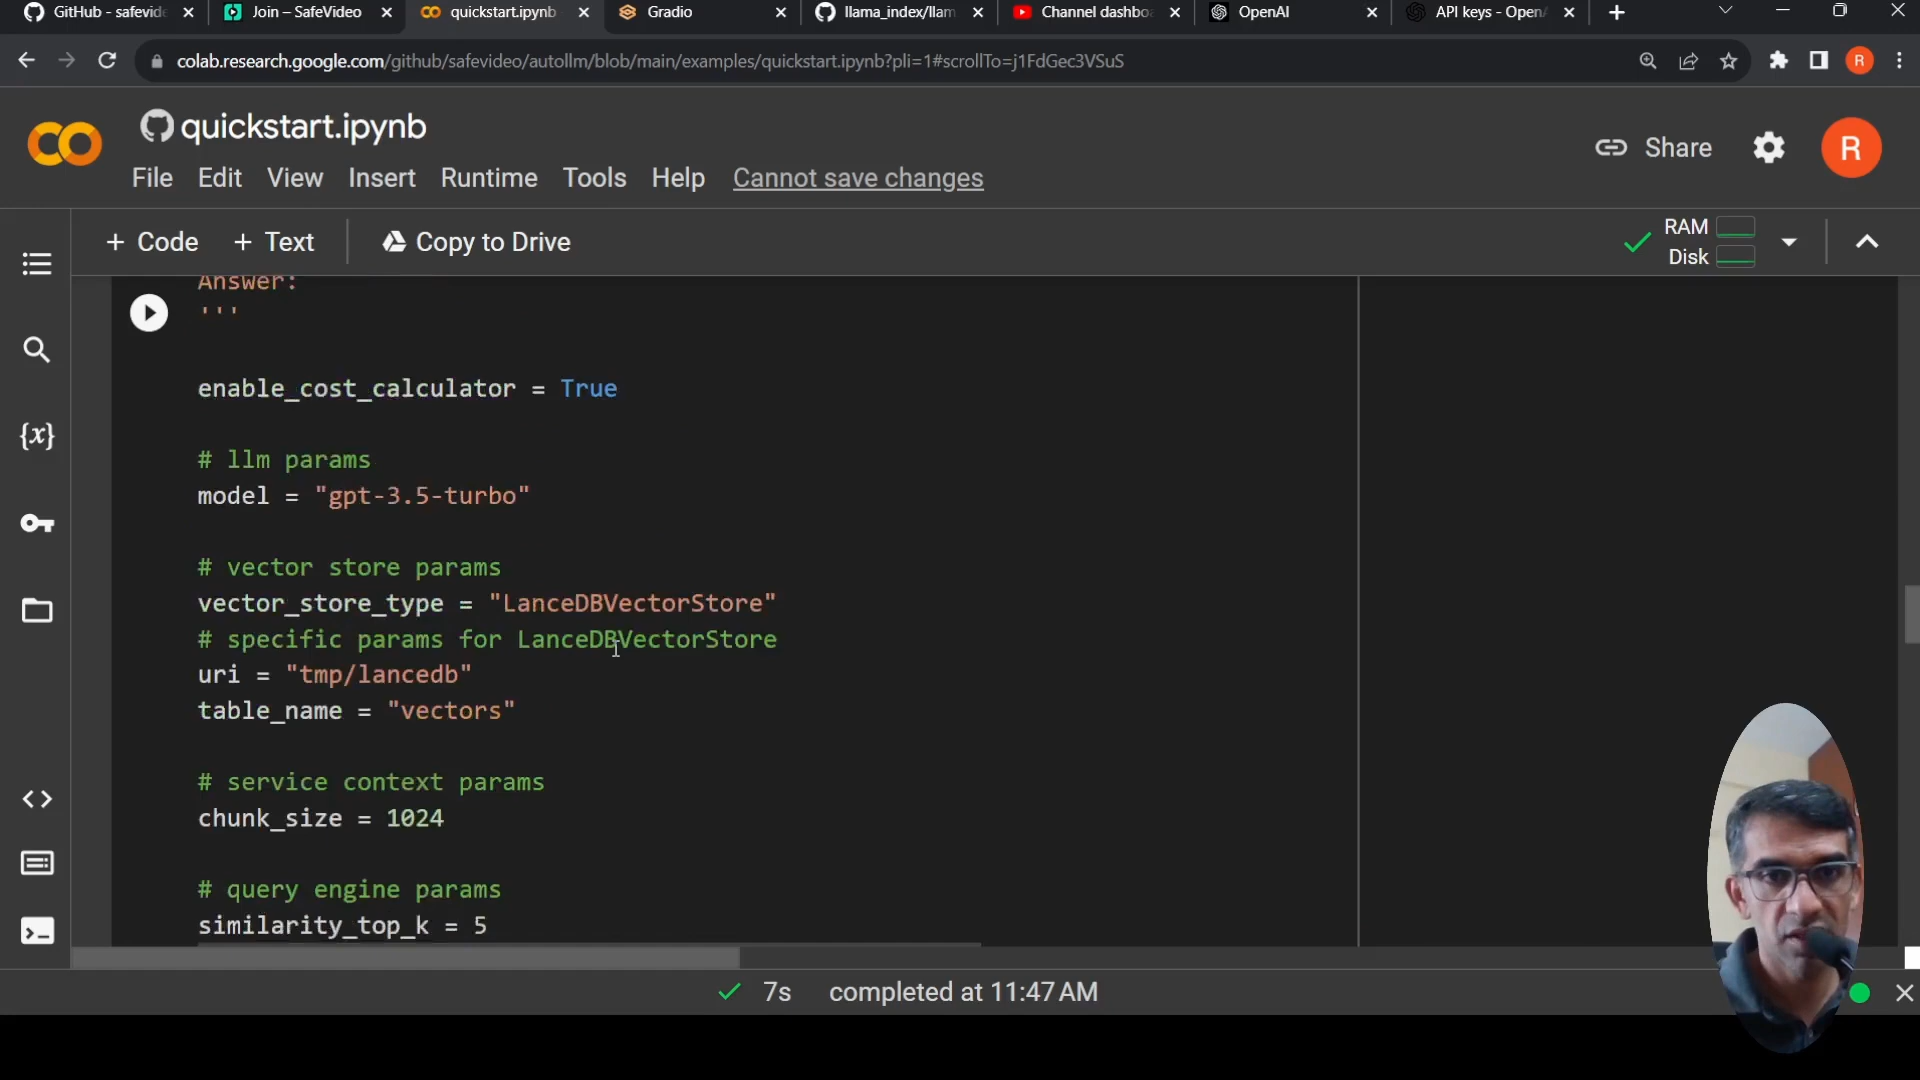 GitHub - safevide
Join – SafeVideo
quickstart.ipynb
Gradio
llama_index/llam
Channel dashbo
OpenAI
API keys - OpenA
colab.research.google.com/github/safevideo/autollm/blob/main/examples/quickstart.ipynb?pli=1#scrollTo=j1FdGec3VSuS
R
quickstart.ipynb
File Edit View Insert Runtime Tools Help Cannot save changes
Share
R
+ Code + Text Copy to Drive
RAM
Disk
Answer:
'''
enable_cost_calculator = True
# llm params
model = "gpt-3.5-turbo"
# vector store params
vector_store_type = "LanceDBVectorStore"
# specific params for LanceDBVectorStore
uri = "tmp/lancedb"
table_name = "vectors"
# service context params
chunk_size = 1024
# query engine params
similarity_top_k = 5
7s completed at 11:47 AM